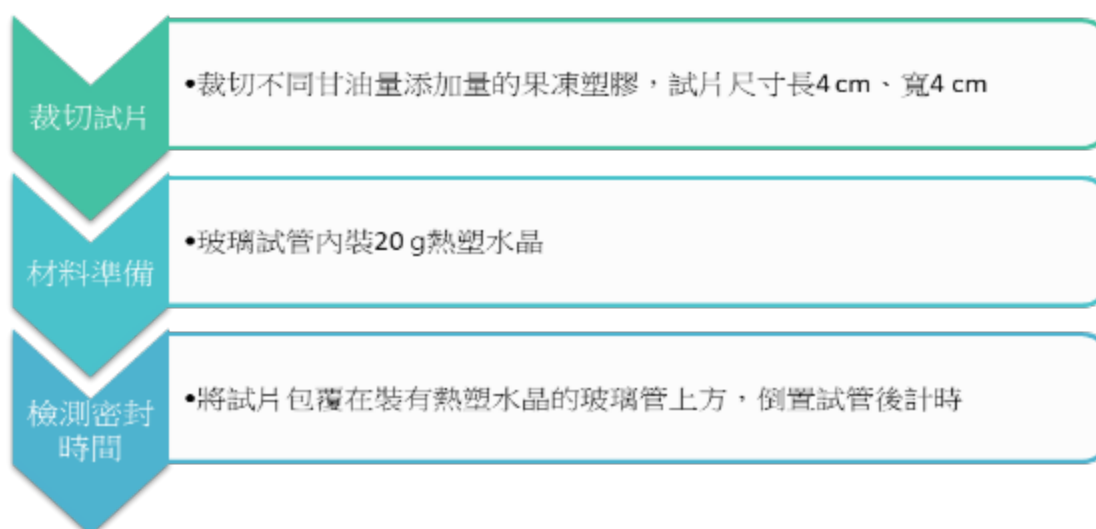 裁切試片
•裁切不同甘油量添加量的果凍塑膠，試片尺寸長4 cm、寬4 cm
材料準備
•玻璃試管內裝20 g熱塑水晶
檢測密封
時間
•將試片包覆在裝有熱塑水晶的玻璃管上方，倒置試管後計時